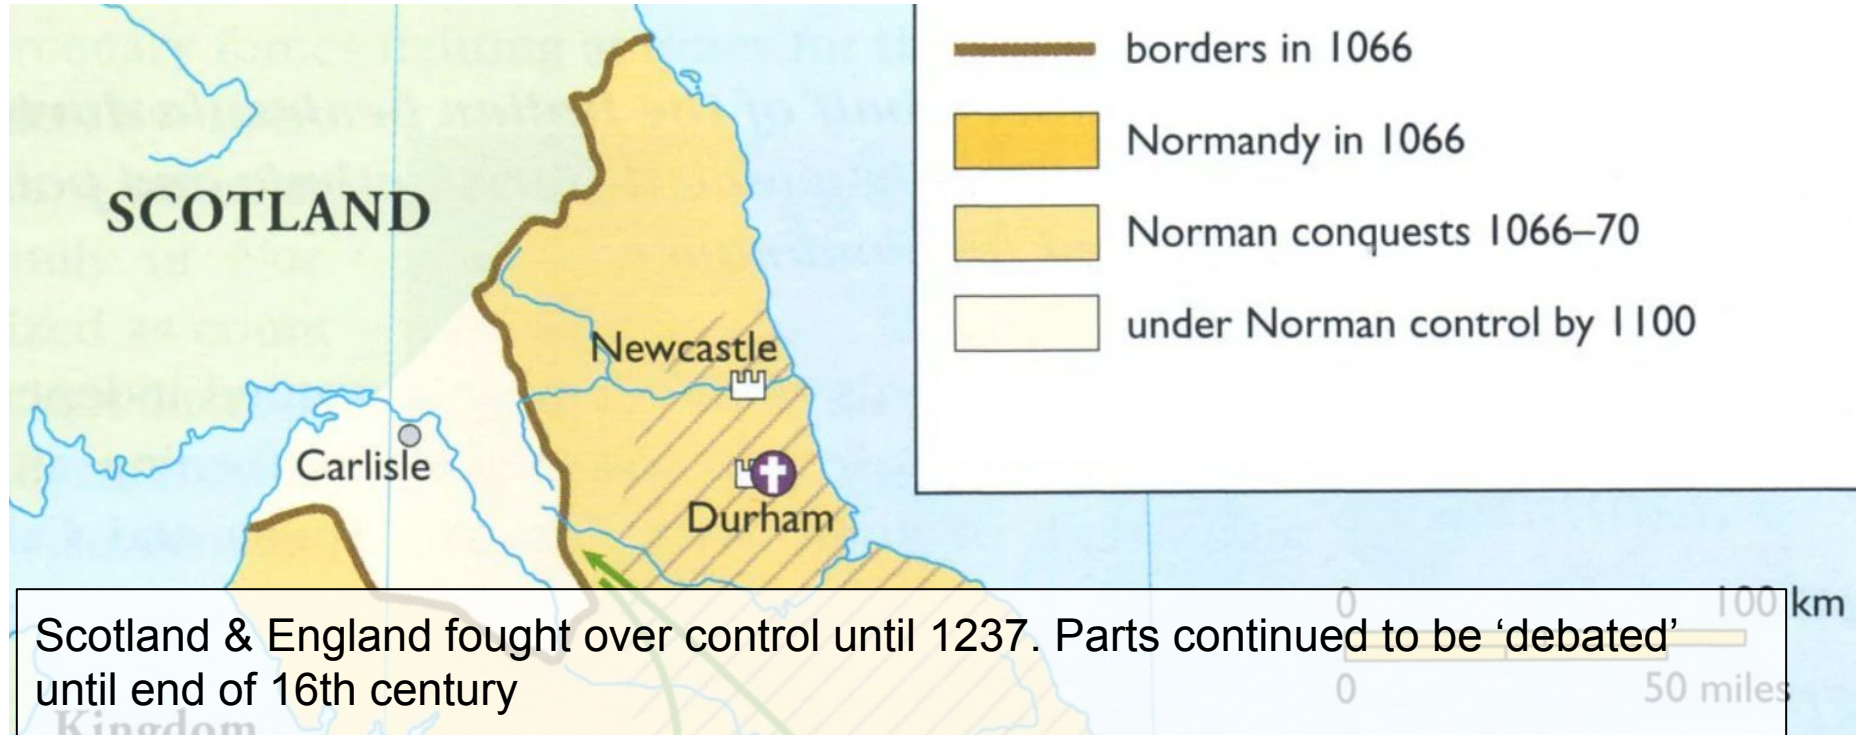 borders in 1066
Normandy in 1066
SCOTLAND
Norman conquests 1066–70
under Norman control by 1100
Newcastle
Carlisle
Durham
0 100 km
Scotland & England fought over control until 1237. Parts continued to be ‘debated’
until end of 16th century
0 50 miles
Kingdom